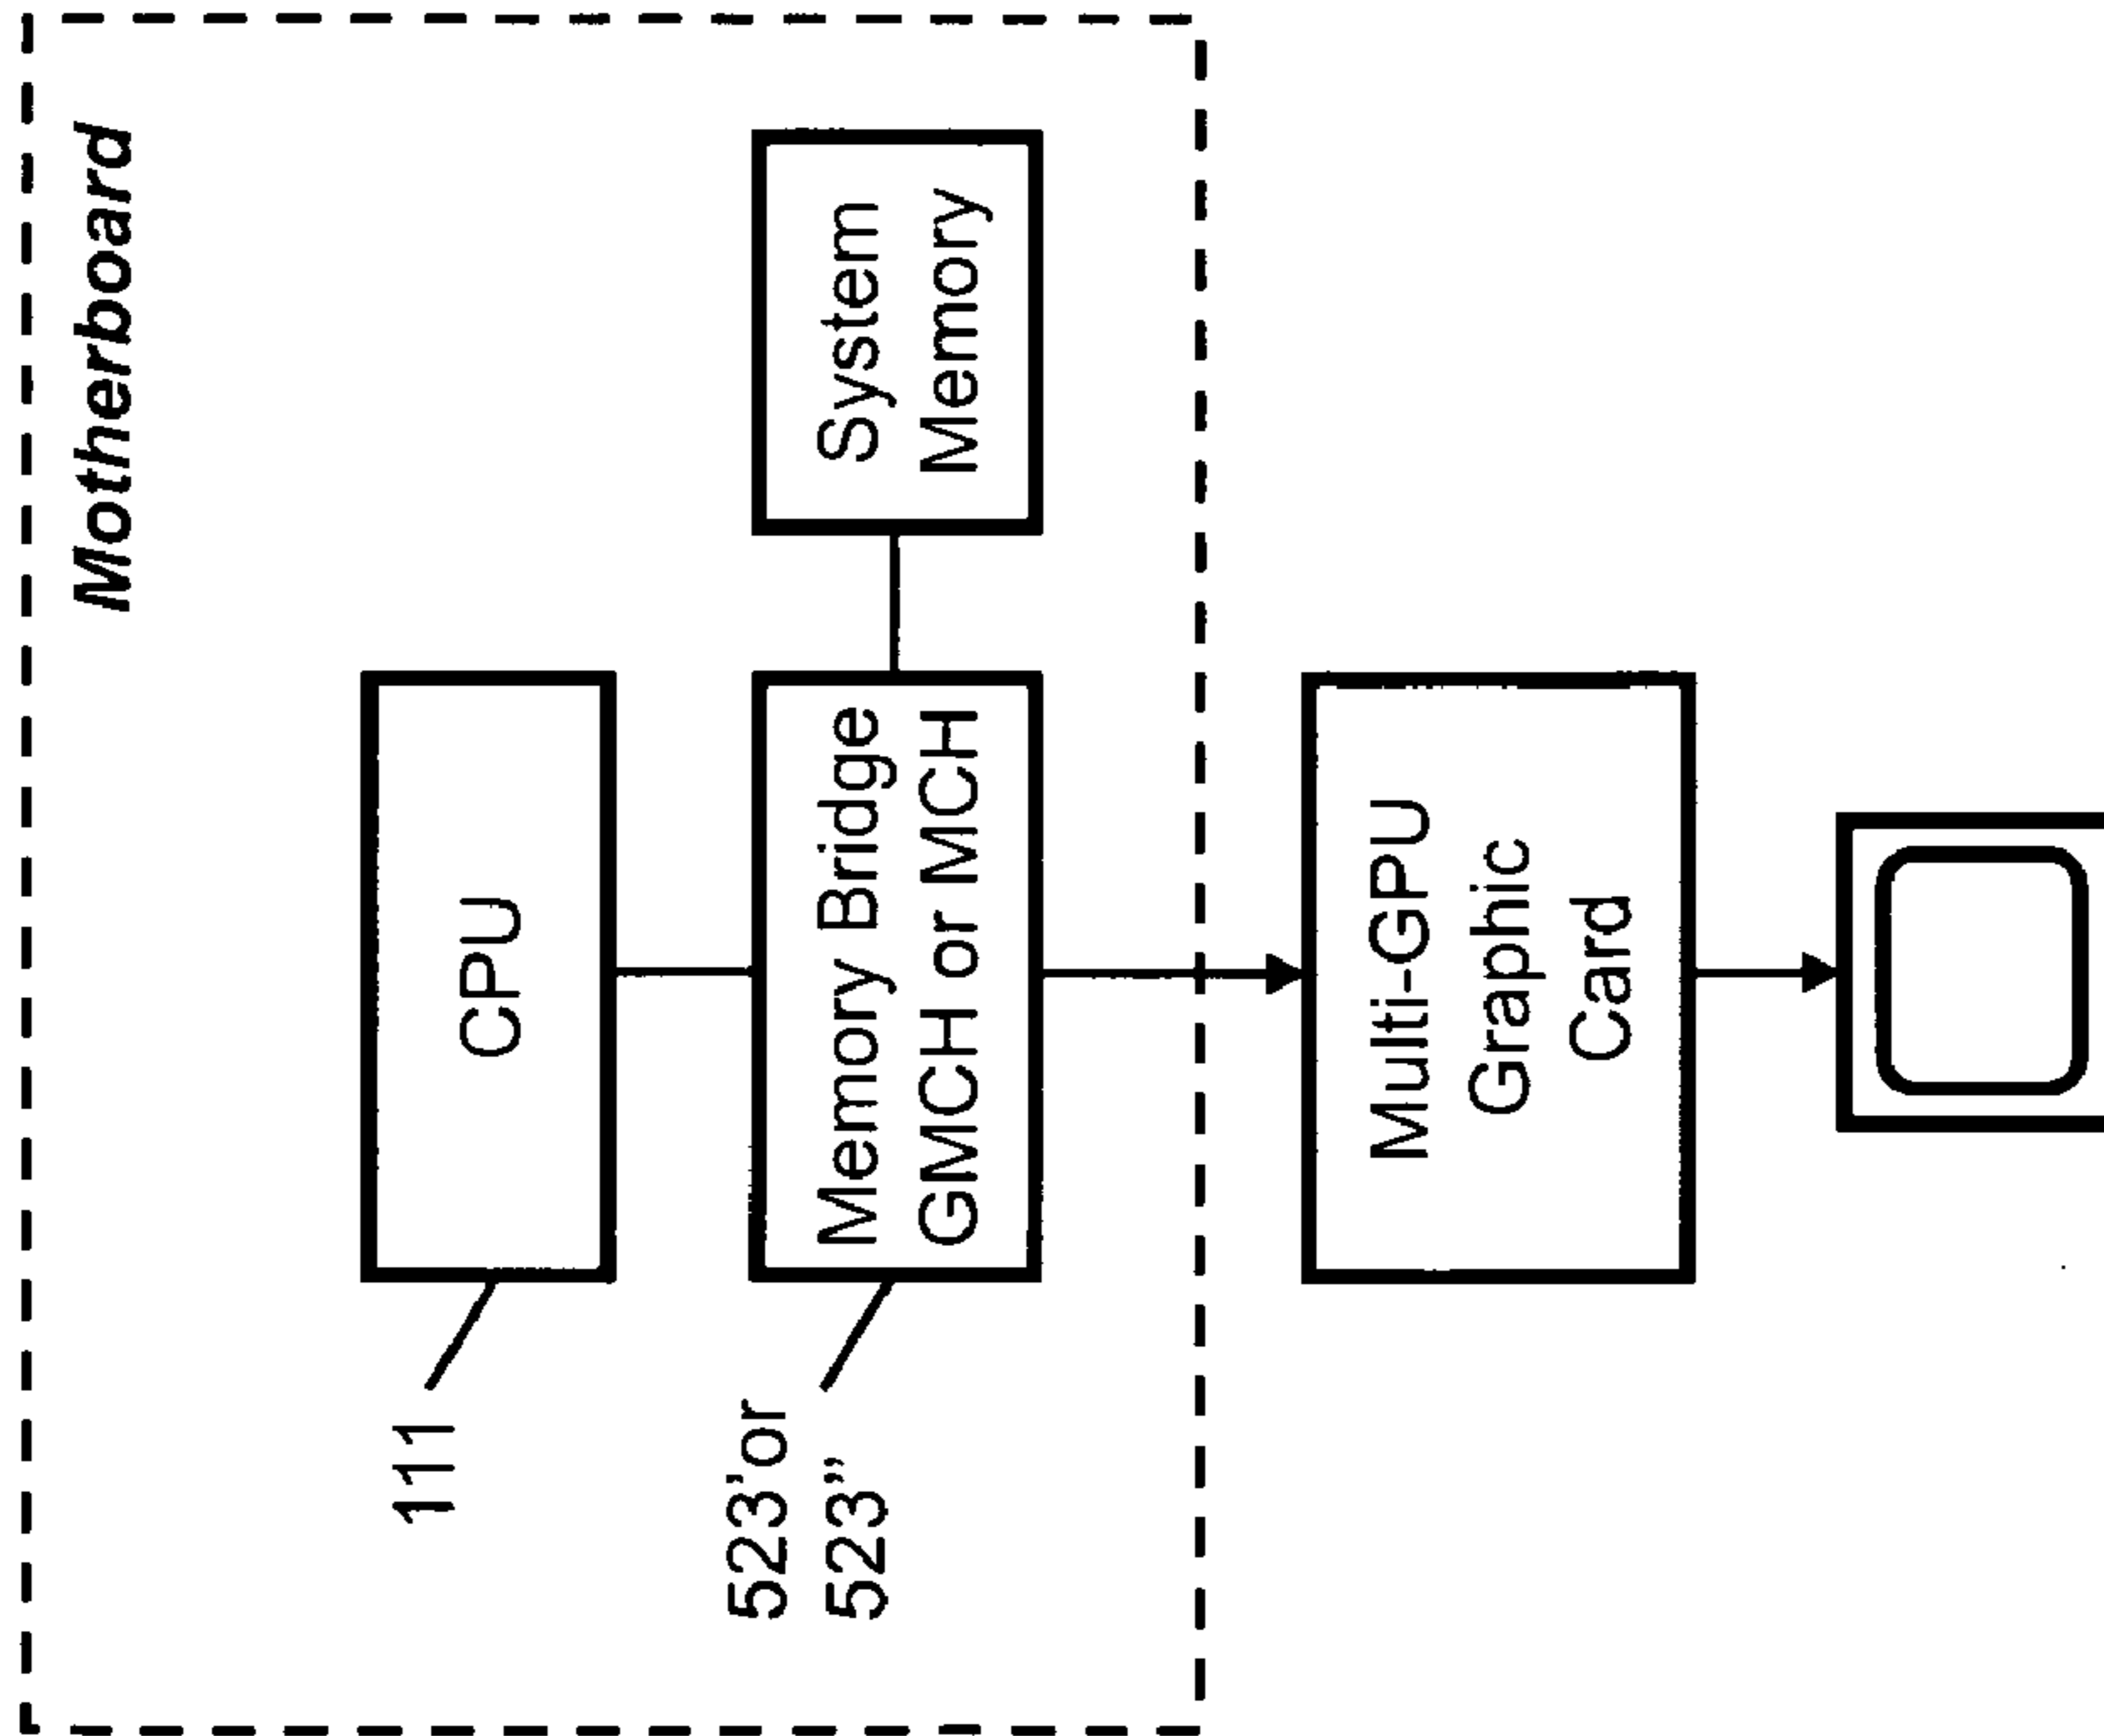 Motherboard
111
CPU
523'or
523”
Memory Bridge
GMCH or MCH
System
Memory
Multi-GPU
Graphic
Card